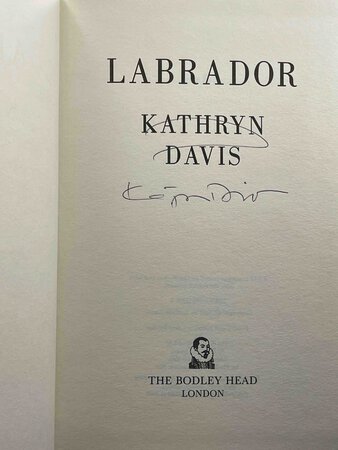 LABRADOR
KATHRYN
DAVIS
THE BODLEY HEAD
LONDON